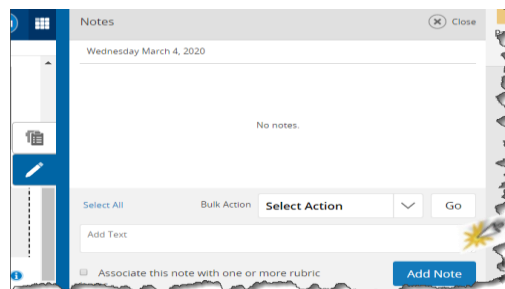 Notes
Close
Wednesday March 4, 2020
No notes.
Select All
Bulk Action
Select Action
Go
Add Text
Associate this note with one or more rubric
Add Note